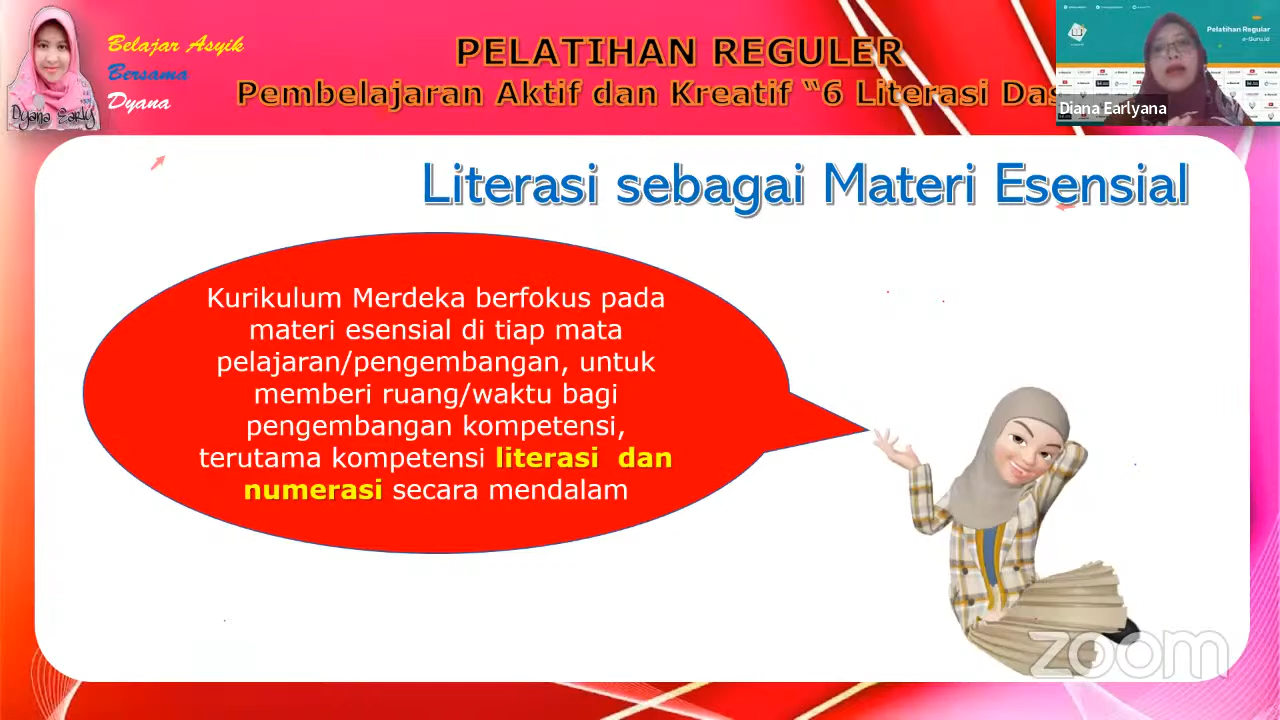 Belajar Asyik
Bersama
Dyana
Dyana Early
PELATIHAN REGULER
Pembelajaran Aktif dan Kreatif “6 Literasi Das
Pelatihan Regular
e-Guru.id
Diana Earlyana
Literasi sebagai Materi Esensial
Kurikulum Merdeka berfokus pada
materi esensial di tiap mata
pelajaran/pengembangan, untuk
memberi ruang/waktu bagi
pengembangan kompetensi,
terutama kompetensi literasi dan
numerasi secara mendalam
zoom